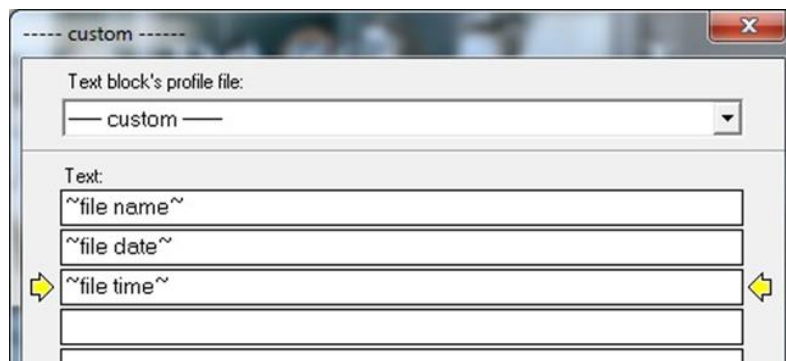 ----- custom ------
Text block's profile file:
—— custom ——
Text:
~file name~
~file date~
~file time~